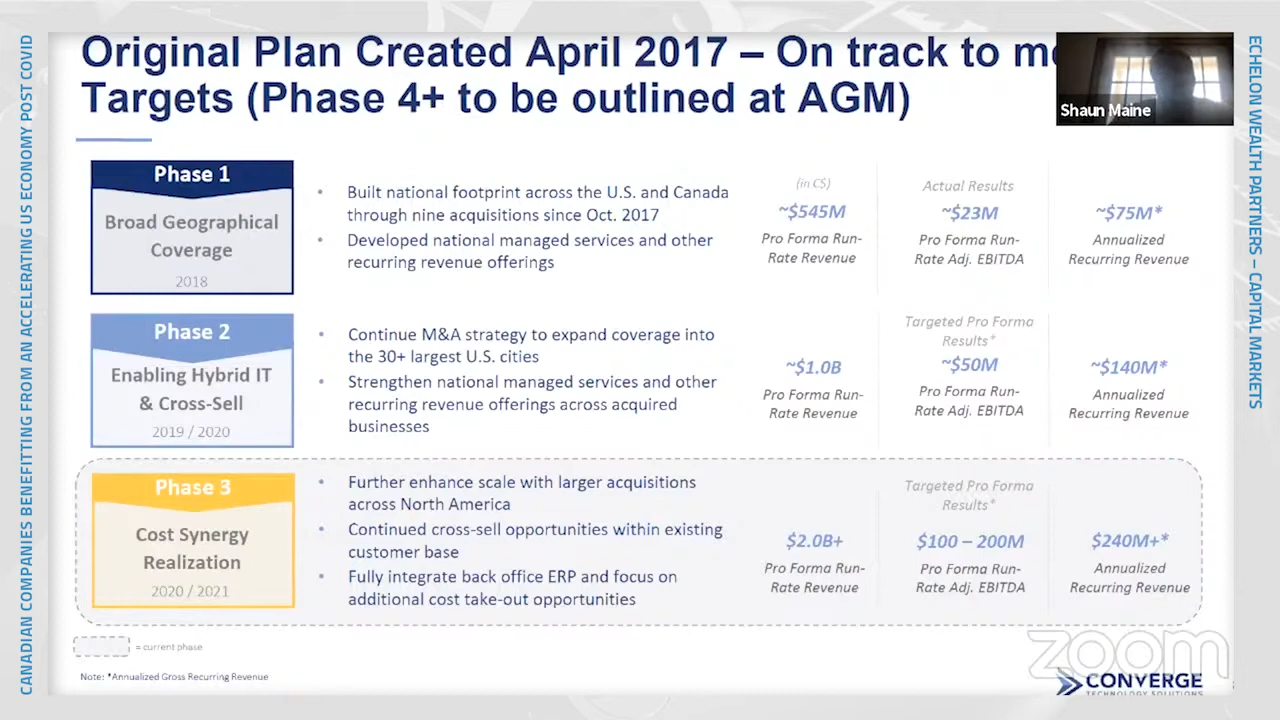 Original Plan Created April 2017 – On track to
Targets (Phase 4+ to be outlined at AGM)
Shaun Maine
CANADIAN COMPANIES BENEFITTING FROM AN ACCELERATING US ECONOMY POST COVID
ECHELON WEALTH PARTNERS – CAPITAL MARKETS
Phase 1
Broad Geographical
Coverage
2018
• Built national footprint across the U.S. and Canada
through nine acquisitions since Oct. 2017
• Developed national managed services and other
recurring revenue offerings
(in C$)
~$545M
Pro Forma Run-
Rate Revenue
Actual Results
~$23M
Pro Forma Run-
Rate Adj. EBITDA
~$75M*
Annualized
Recurring Revenue
Phase 2
Enabling Hybrid IT
& Cross-Sell
2019 / 2020
• Continue M&A strategy to expand coverage into
the 30+ largest U.S. cities
• Strengthen national managed services and other
recurring revenue offerings across acquired
businesses
~$1.0B
Pro Forma Run-
Rate Revenue
Targeted Pro Forma
Results*
~$50M
Pro Forma Run-
Rate Adj. EBITDA
~$140M*
Annualized
Recurring Revenue
Phase 3
Cost Synergy
Realization
2020 / 2021
• Further enhance scale with larger acquisitions
across North America
• Continued cross-sell opportunities within existing
customer base
• Fully integrate back office ERP and focus on
additional cost take-out opportunities
$2.0B+
Pro Forma Run-
Rate Revenue
Targeted Pro Forma
Results*
$100 – 200M
Pro Forma Run-
Rate Adj. EBITDA
$240M+*
Annualized
Recurring Revenue
= current phase
Note: *Annualized Gross Recurring Revenue
zoom
CONVERGE
TECHNOLOGY SOLUTIONS